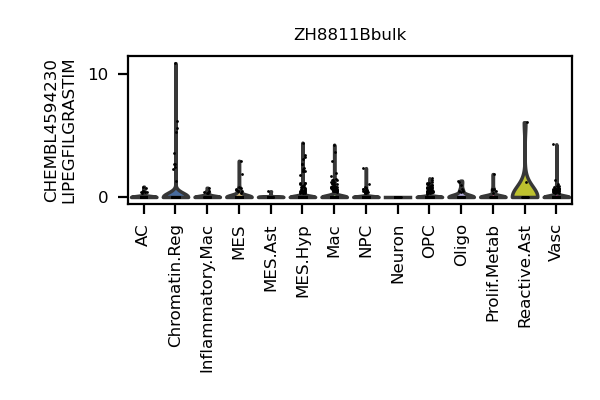 ZH8811Bbulk
CHEMBL4594230
LIPEGFILGRASTIM
10
0
AC
Chromatin.Reg
Inflammatory.Mac
MES
MES.Ast
MES.Hyp
Mac
NPC
Neuron
OPC
Oligo
Prolif.Metab
Reactive.Ast
Vasc